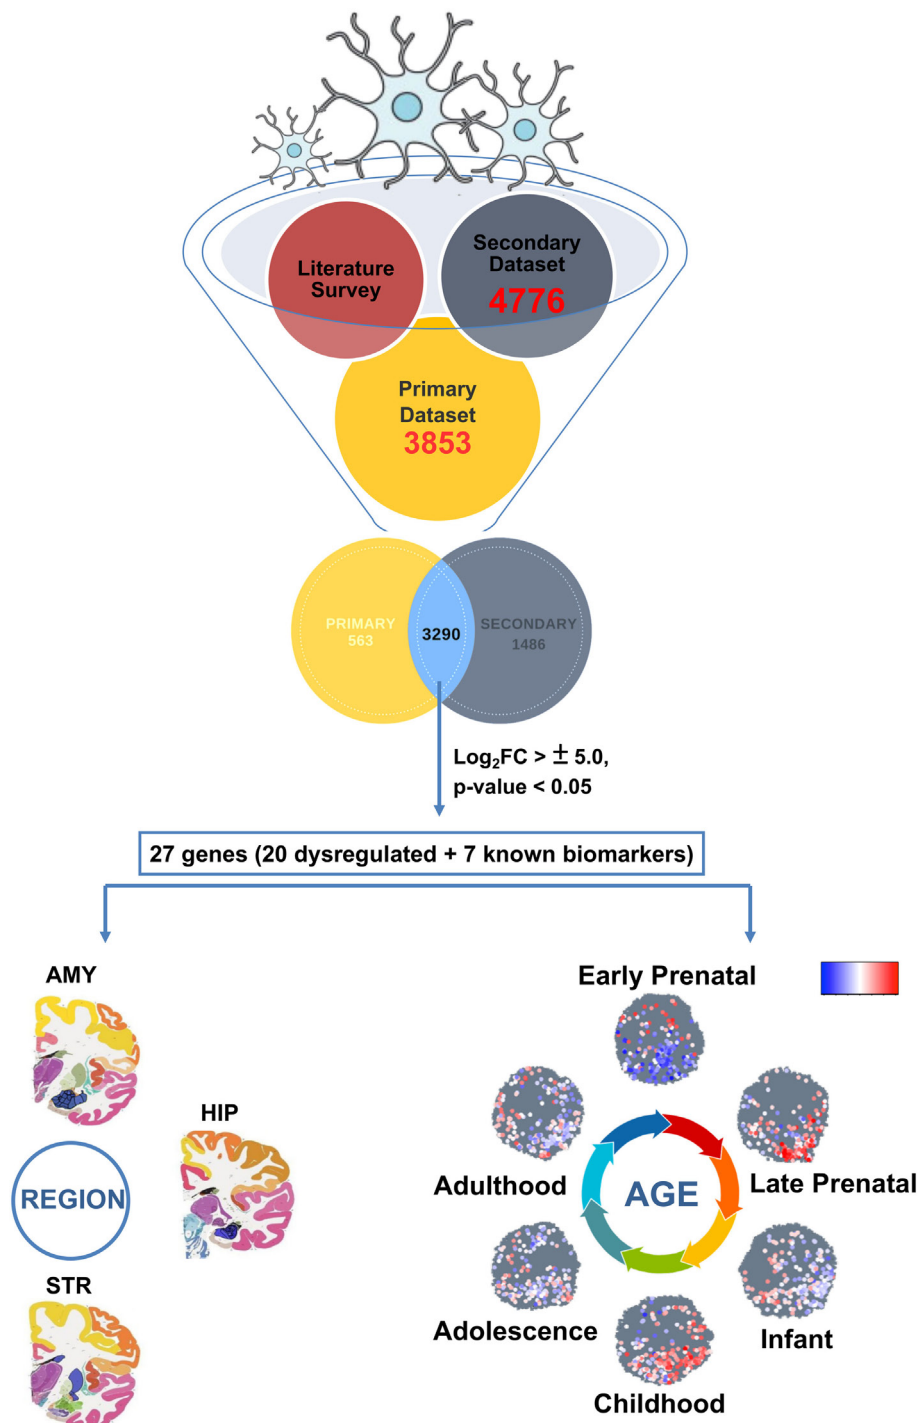 Literature
Survey
Secondary
Dataset
4776
Primary
Dataset
3853
PRIMARY
563
3290
SECONDARY
1486
Log₂FC > ± 5.0,
p-value < 0.05
27 genes (20 dysregulated + 7 known biomarkers)
AMY
HIP
REGION
STR
Early Prenatal
Adulthood
AGE
Late Prenatal
Adolescence
Infant
Childhood